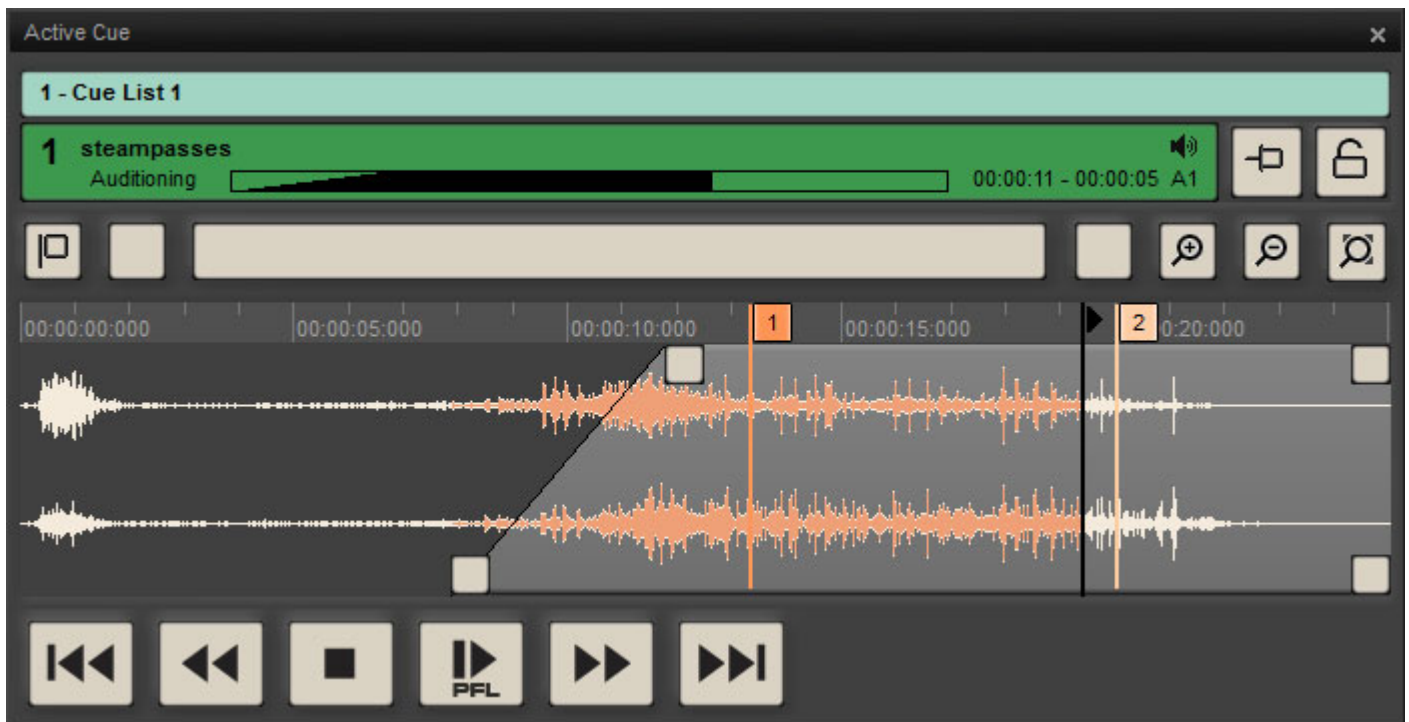 Active Cue
1 - Cue List 1
1 steampasses
Auditioning 00:00:11 - 00:00:05 A1
00:00:00:000 00:00:05:000 00:00:10:000 1 00:00:15:000 2 0:20:000
PFL